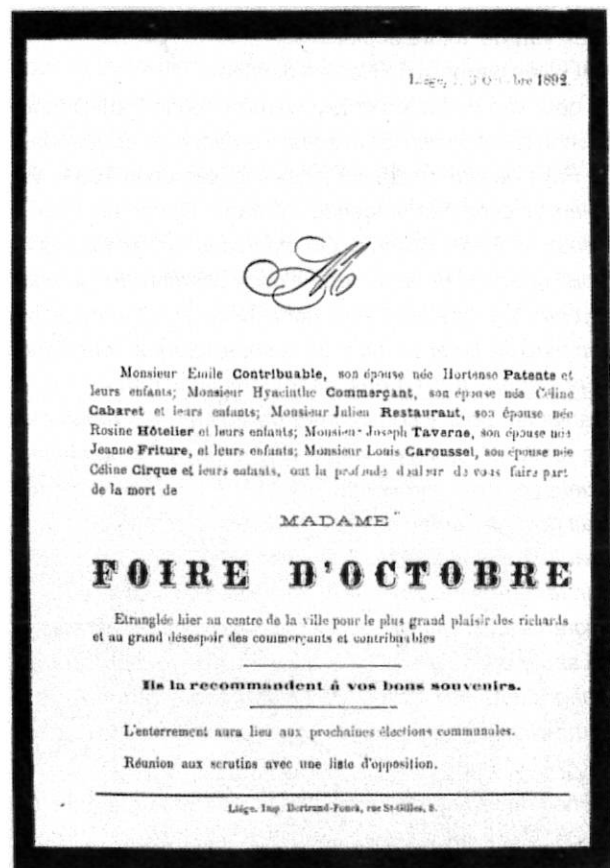 Liège, 1892.
M
Monsieur Emile Contribuable, son épouse née Hortense Patente et
leurs enfants; Monsieur Hyacinthe Commerçant, son épouse née Céline
Cabaret et leurs enfants; Monsieur Julien Restaurant, son épouse née
Rosine Hôtelier et leurs enfants; Monsieur Joseph Taverne, son épouse née
Jeanne Friture, et leurs enfants; Monsieur Louis Caroussel, son épouse née
Céline Cirque et leurs enfants, ont la profonde douleur de vous faire part
de la mort de
MADAME
FOIRE D'OCTOBRE
Etranglée hier au centre de la ville pour le plus grand plaisir des richards
et au grand désespoir des commerçants et contribuables
Ils la recommandent à vos bons souvenirs.
L'enterrement aura lieu aux prochaines élections communales.
Réunion aux scrutins avec une liste d'opposition.
Liége. Imp. Bertrand-Fonck, rue St-Gilles, 8.